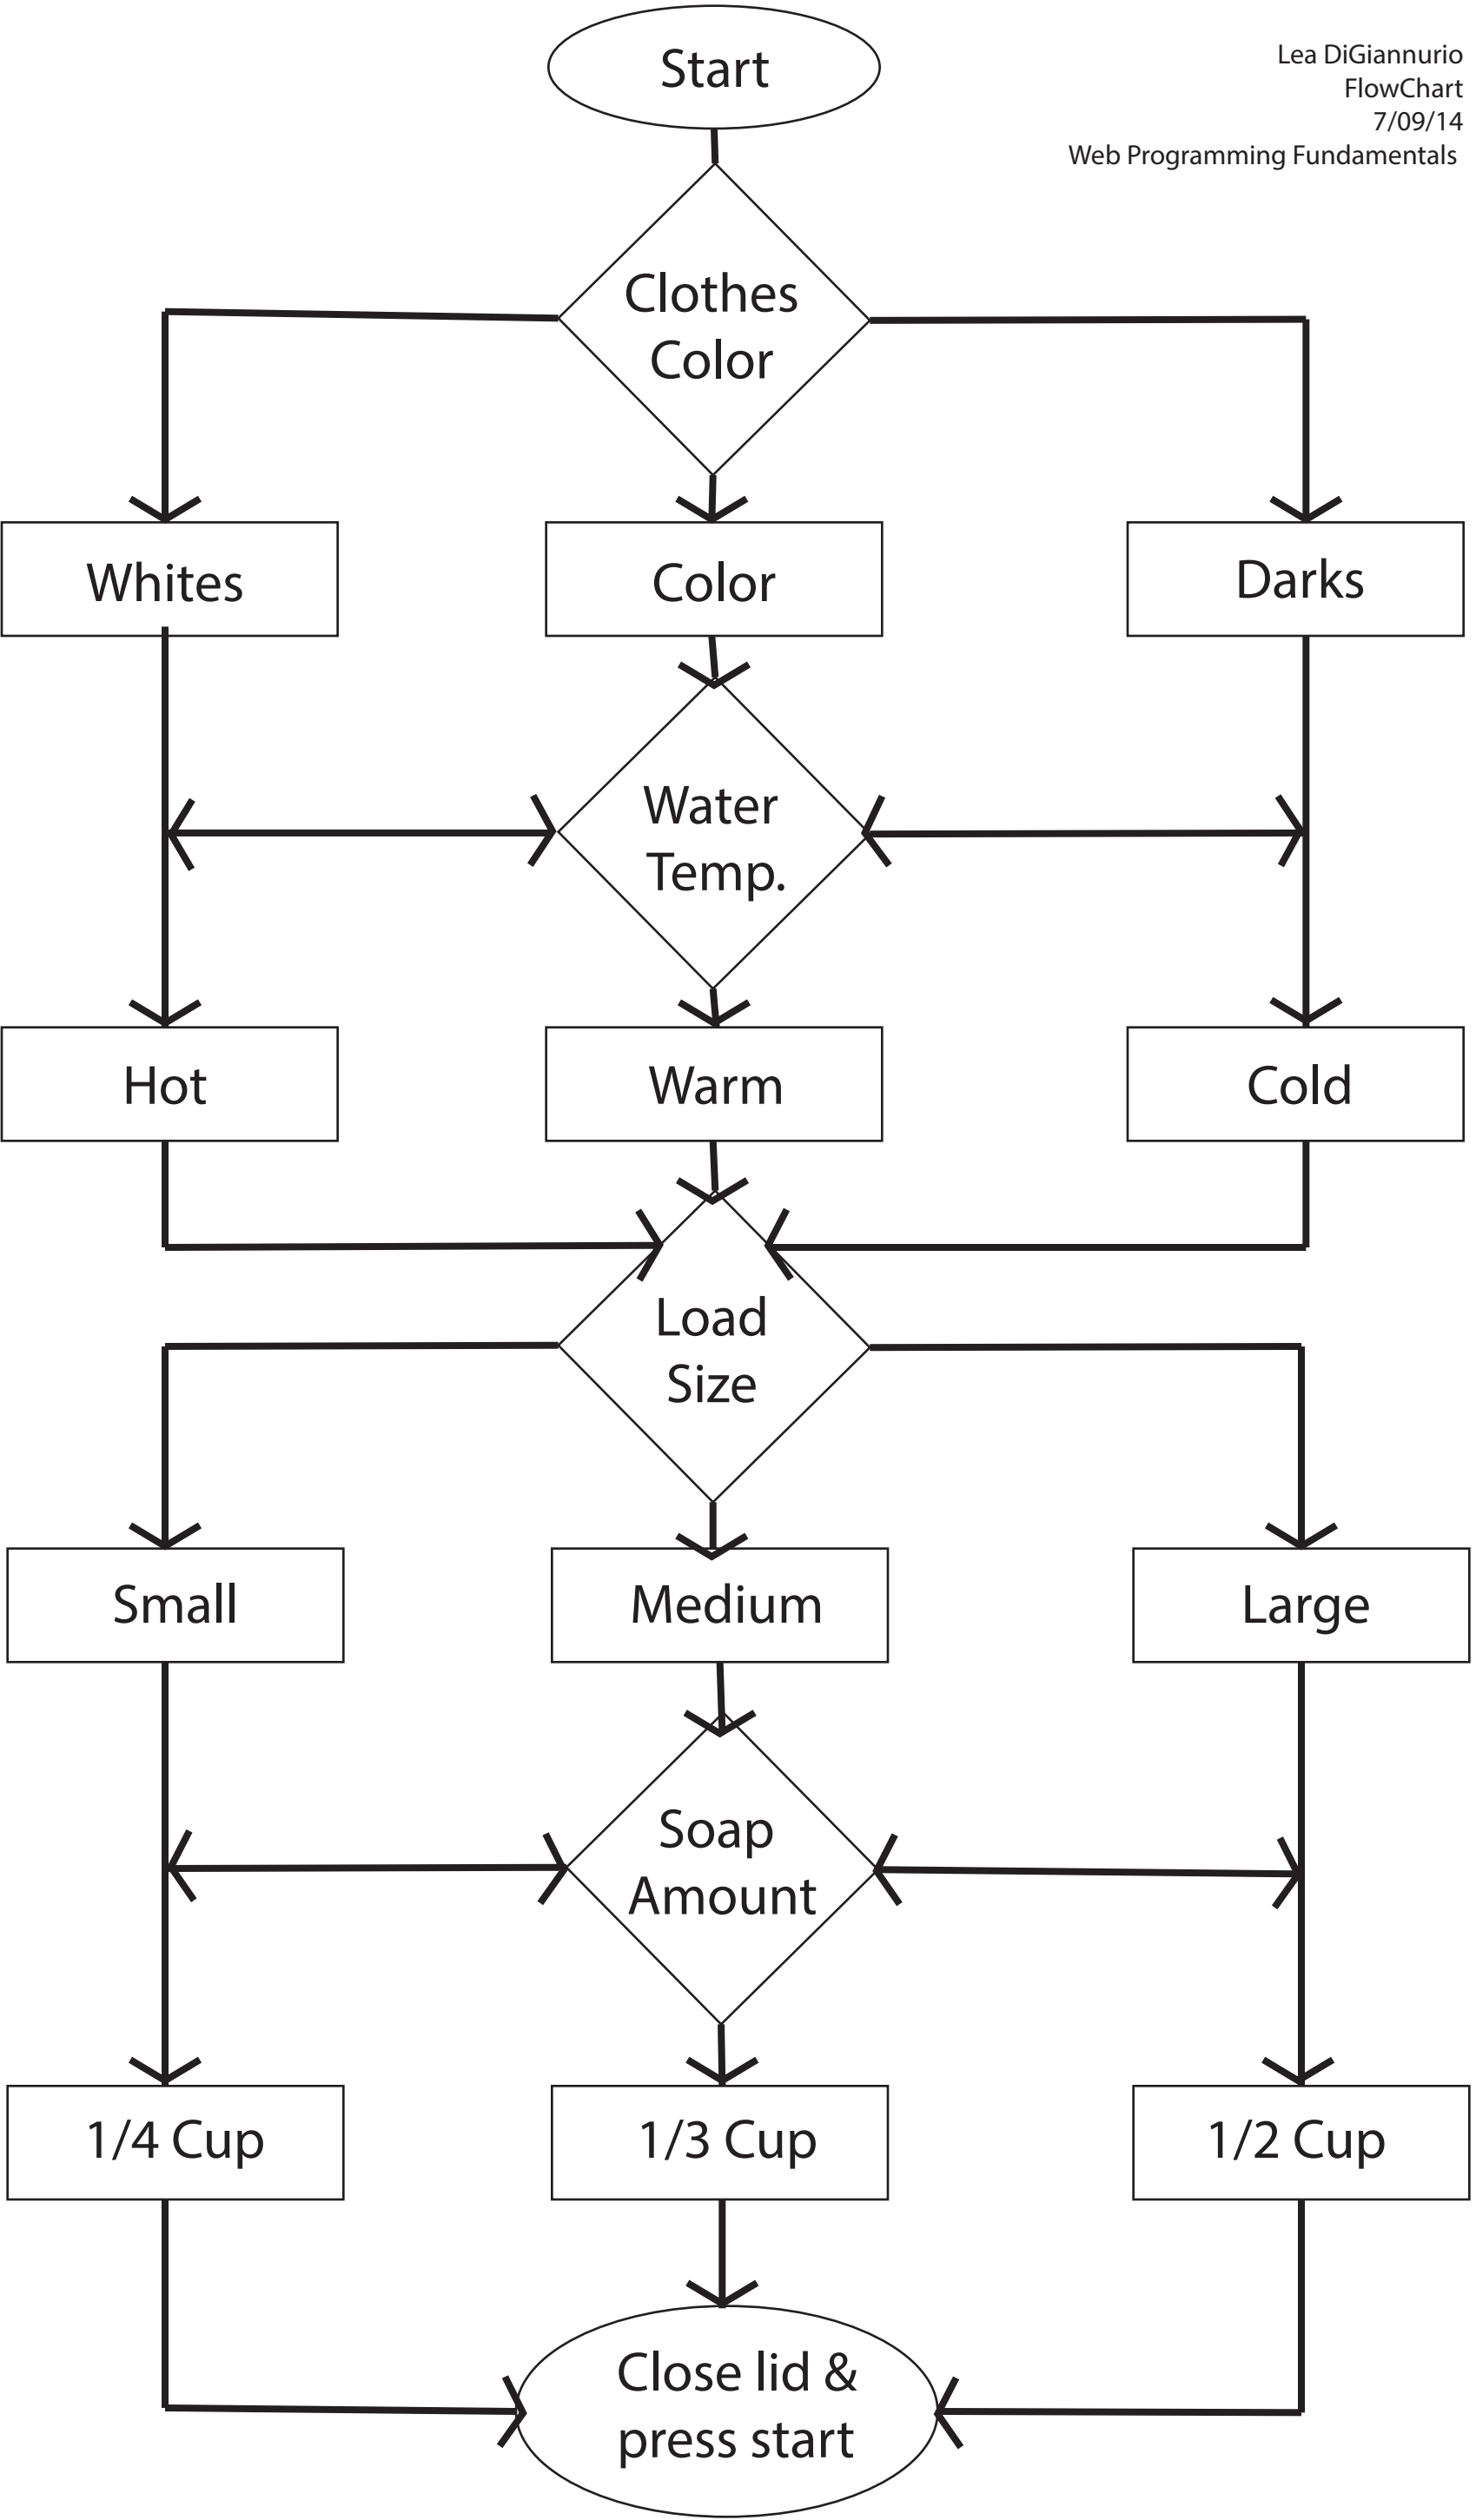 Start
Lea DiGiannurio
FlowChart
7/09/14
Web Programming Fundamentals
Clothes
Color
Whites
Color
Darks
Water
Temp.
Hot
Warm
Cold
Load
Size
Small
Medium
Large
Soap
Amount
1/4 Cup
1/3 Cup
1/2 Cup
Close lid &
press start